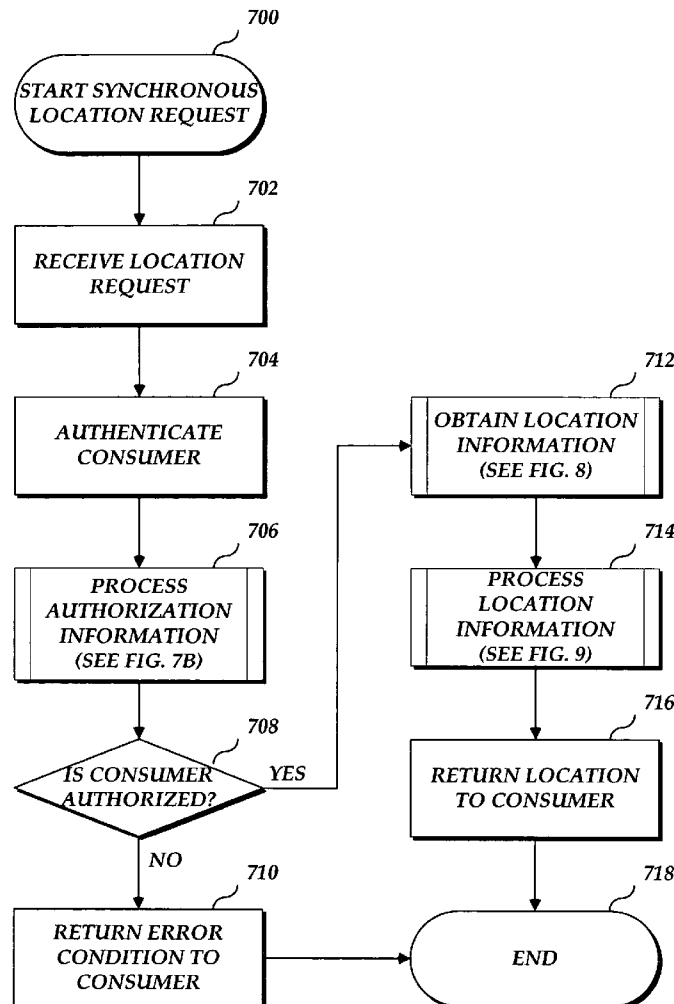 700
START SYNCHRONOUS
LOCATION REQUEST
702
RECEIVE LOCATION
REQUEST
704
AUTHENTICATE
CONSUMER
706
PROCESS
AUTHORIZATION
INFORMATION
(SEE FIG. 7B)
708
IS CONSUMER
AUTHORIZED?
YES
NO
710
RETURN ERROR
CONDITION TO
CONSUMER
712
OBTAIN LOCATION
INFORMATION
(SEE FIG. 8)
714
PROCESS
LOCATION
INFORMATION
(SEE FIG. 9)
716
RETURN LOCATION
TO CONSUMER
718
END